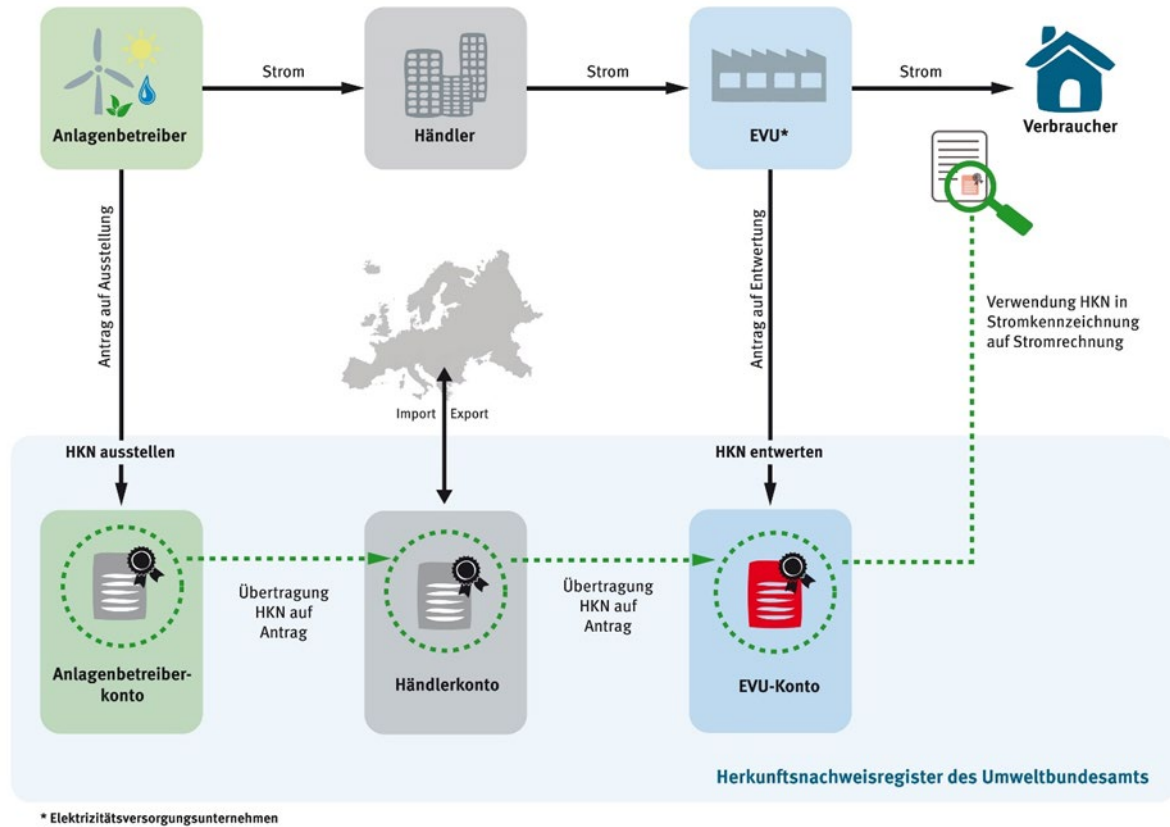 Strom
Strom
Strom
Anlagenbetreiber
Händler
EVU*
Verbraucher
Antrag auf Ausstellung
Antrag auf Entwertung
Verwendung HKN in
Stromkennzeichnung
auf Stromrechnung
Import
Export
HKN ausstellen
HKN entwerten
Übertragung
HKN auf
Antrag
Übertragung
HKN auf
Antrag
Anlagenbetreiber-
konto
Händlerkonto
EVU-Konto
Herkunftsnachweisregister des Umweltbundesamts
* Elektrizitätsversorgungsunternehmen